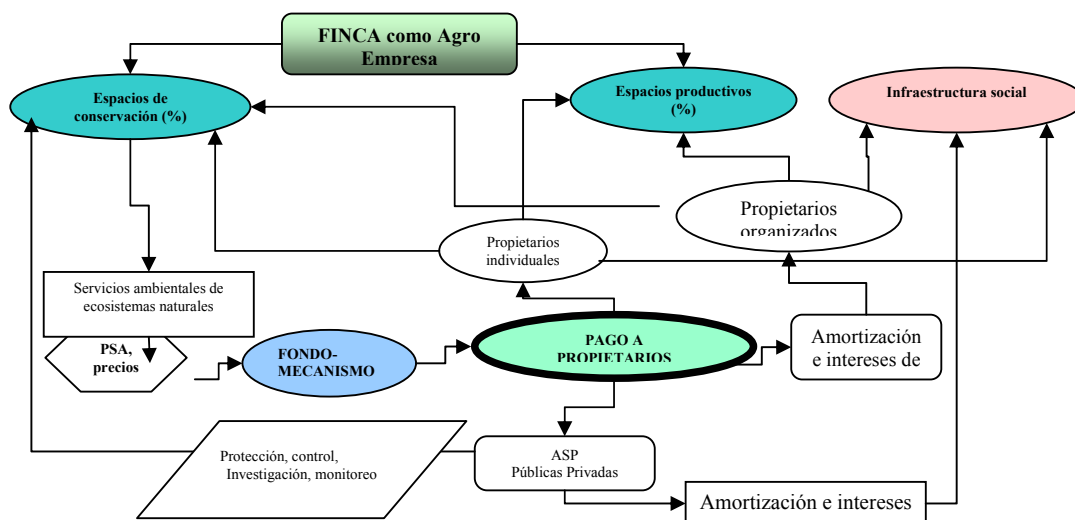 FINCA como Agro
Empresa
Espacios de
conservación (%)
Espacios productivos
(%)
Infraestructura social
Propietarios
organizados
Propietarios
individuales
Servicios ambientales de
ecosistemas naturales
PSA,
precios
FONDO-
MECANISMO
PAGO A
PROPIETARIOS
Amortización
e intereses de
Protección, control,
Investigación, monitoreo
ASP
Públicas Privadas
Amortización e intereses